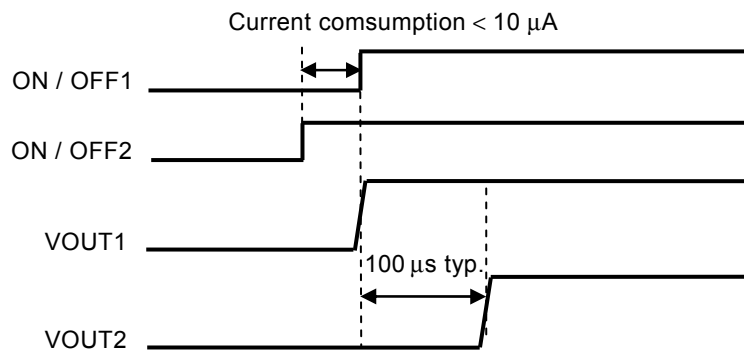 Current comsumption < 10 μA
ON / OFF1
ON / OFF2
VOUT1
100 μs typ.
VOUT2